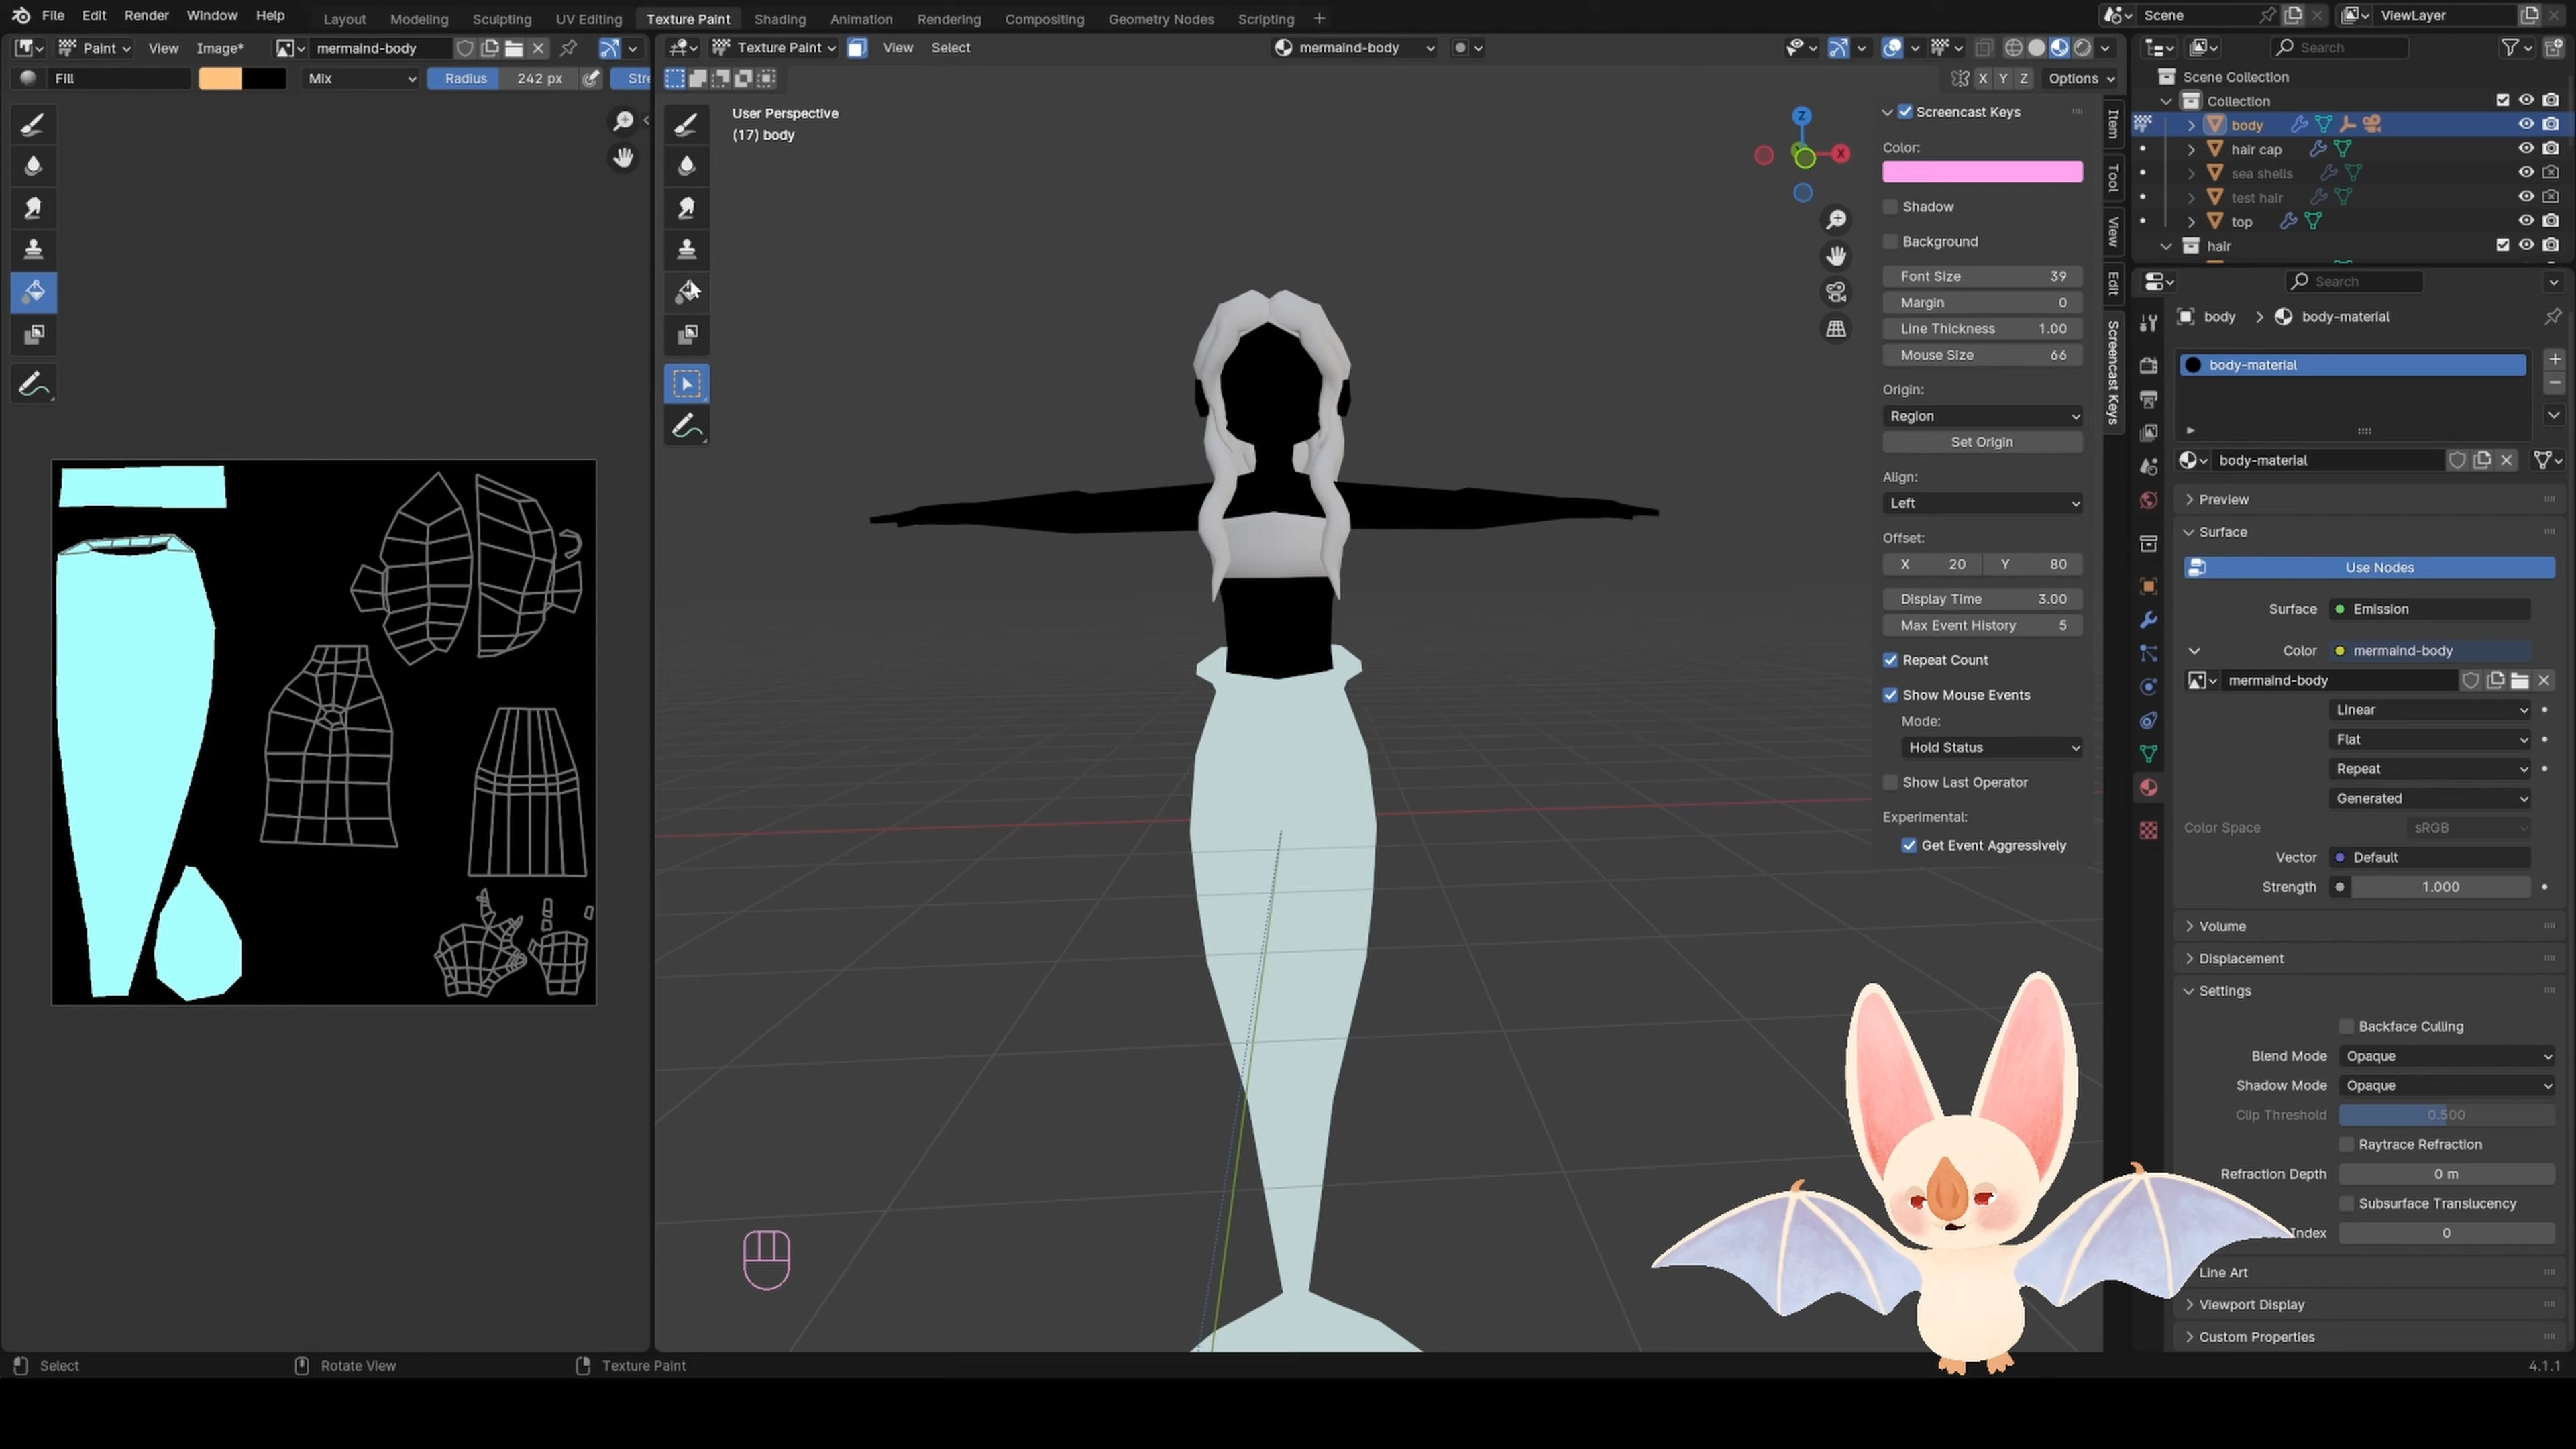 File Edit Render Window Help Layout Modeling Sculpting UV Editing Texture Paint Shading Animation Rendering Compositing Geometry Nodes Scripting + Scene ViewLayer
Paint View Image* mermaind-body Texture Paint View Select mermaind-body Search
Fill Mix Radius 242 px Stre X Y Z Options
Scene Collection
Collection
body
hair cap
sea shells
test hair
top
hair
User Perspective
(17) body
Z
X
Screencast Keys
Color:
Shadow
Background
Font Size 39
Margin 0
Line Thickness 1.00
Mouse Size 66
Origin:
Region
Set Origin
Align:
Left
Offset:
X 20 Y 80
Display Time 3.00
Max Event History 5
Repeat Count
Show Mouse Events
Mode:
Hold Status
Show Last Operator
Experimental:
Get Event Aggressively
Item
Tool
View
Edit
Screencast Keys
Search
body > body-material
body-material
body-material
Preview
Surface
Use Nodes
Surface Emission
Color mermaind-body
mermaind-body
Linear
Flat
Repeat
Generated
Color Space sRGB
Vector Default
Strength 1.000
Volume
Displacement
Settings
Backface Culling
Blend Mode Opaque
Shadow Mode Opaque
Clip Threshold 0.500
Raytrace Refraction
Refraction Depth 0 m
Subsurface Translucency
Index 0
Line Art
Viewport Display
Custom Properties
Select Rotate View Texture Paint 4.1.1